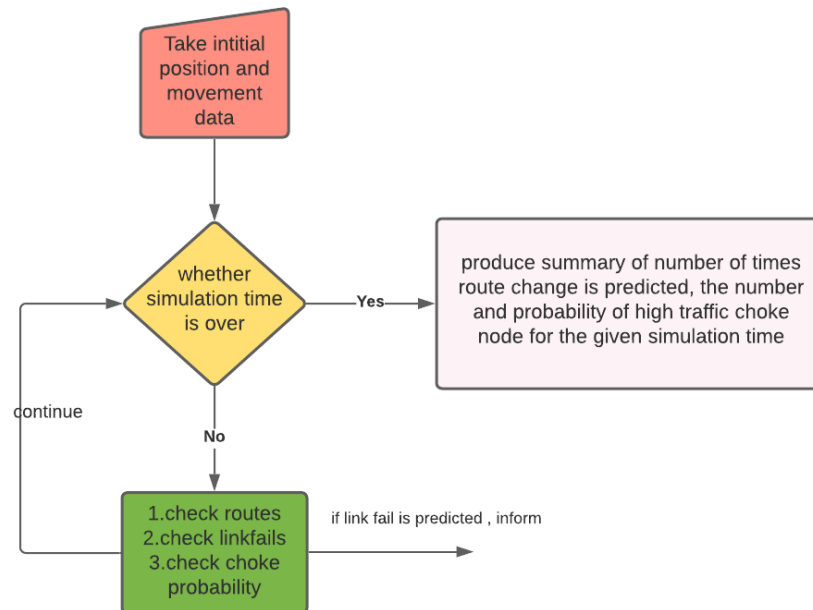 Take intitial
position and
movement
data
whether
simulation time
is over
Yes
produce summary of number of times
route change is predicted, the number
and probability of high traffic choke
node for the given simulation time
continue
No
1.check routes
2.check linkfails
3.check choke
probability
if link fail is predicted , inform